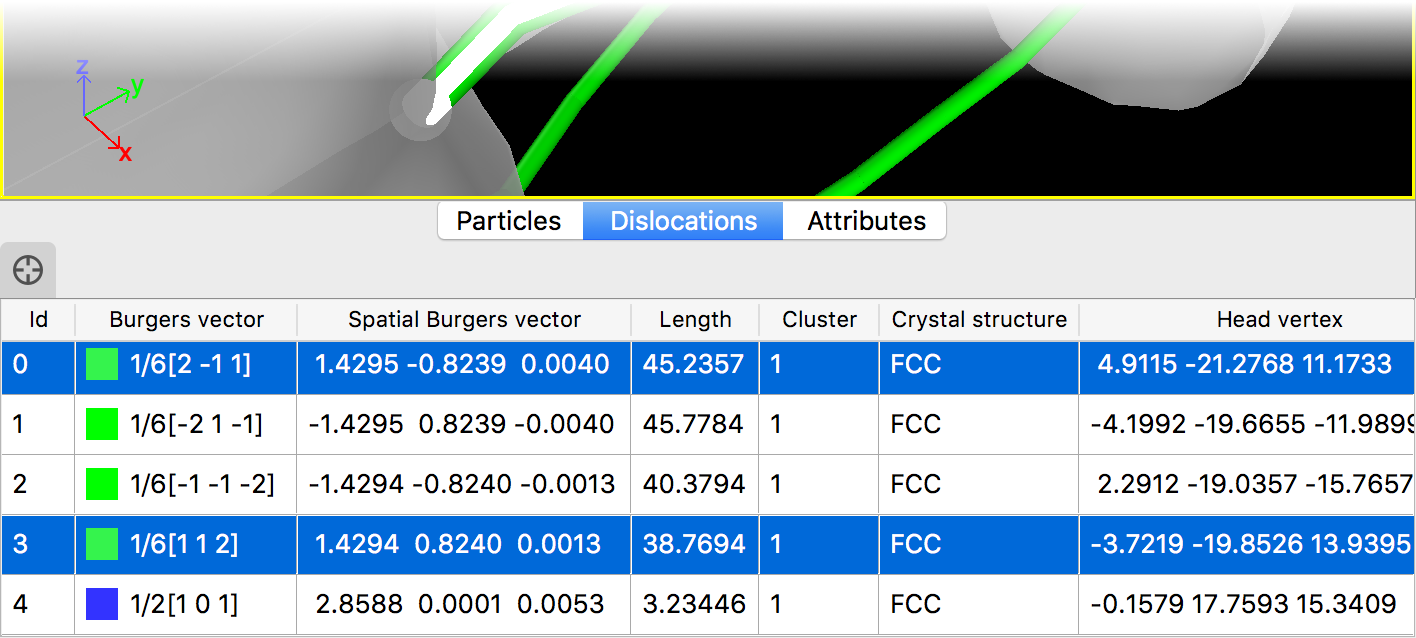 z
y
x
Particles Dislocations Attributes
Id Burgers vector Spatial Burgers vector Length Cluster Crystal structure Head vertex
0 1/6[2 -1 1] 1.4295 -0.8239 0.0040 45.2357 1 FCC 4.9115 -21.2768 11.1733
1 1/6[-2 1 -1] -1.4295 0.8239 -0.0040 45.7784 1 FCC -4.1992 -19.6655 -11.9899
2 1/6[-1 -1 -2] -1.4294 -0.8240 -0.0013 40.3794 1 FCC 2.2912 -19.0357 -15.7657
3 1/6[1 1 2] 1.4294 0.8240 0.0013 38.7694 1 FCC -3.7219 -19.8526 13.9395
4 1/2[1 0 1] 2.8588 0.0001 0.0053 3.23446 1 FCC -0.1579 17.7593 15.3409